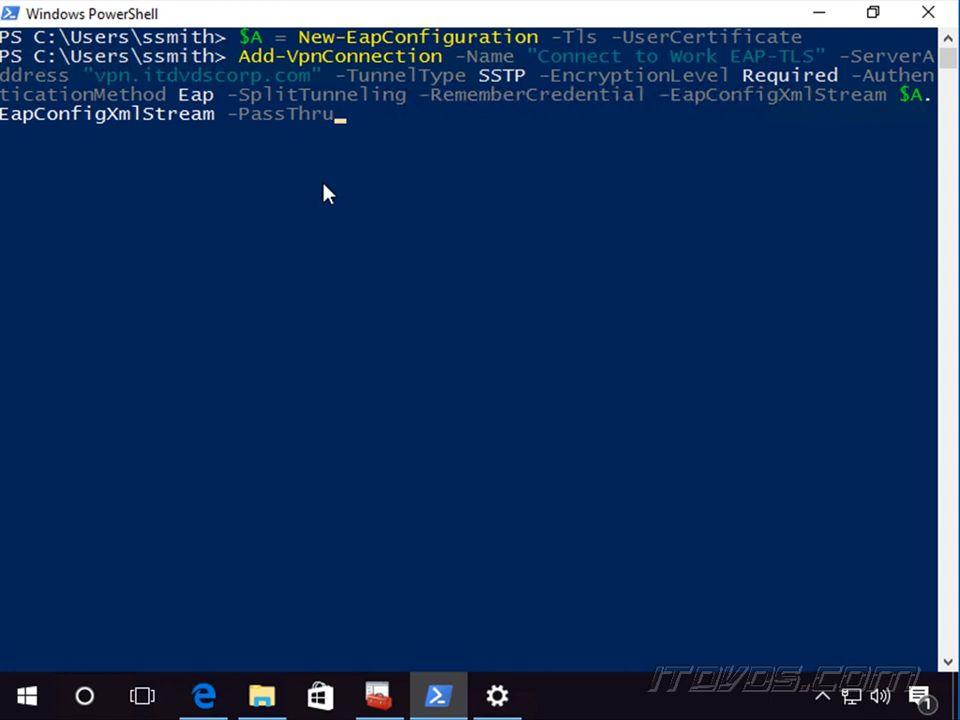 Windows PowerShell
PS C:\Users\ssmith> $A = New-EapConfiguration -Tls -UserCertificate
PS C:\Users\ssmith> Add-VpnConnection -Name "Connect to Work EAP-TLS" -ServerA
ddress "vpn.itdvdscorp.com" -TunnelType SSTP -EncryptionLevel Required -Authen
ticationMethod Eap -SplitTunneling -RememberCredential -EapConfigXmlStream $A.
EapConfigXmlStream -PassThru
ITDVDS.COM
1